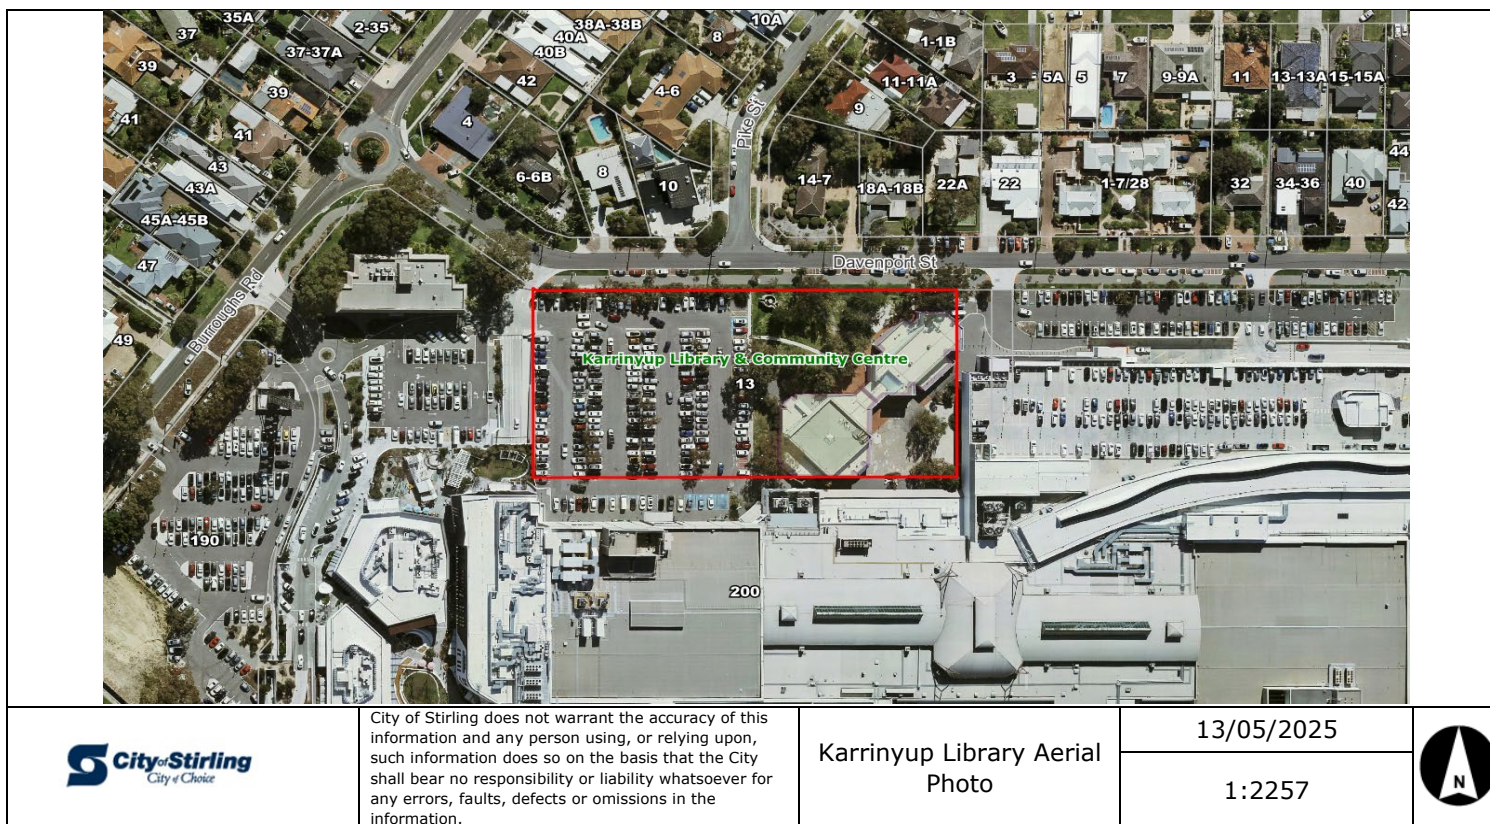 35A
37
2-35
38A-38B
10A
40A
8
37-37A
40B
1-1B
39
42
11-11A
3
5A
5
7
9-9A
11
13-13A
15-15A
39
4-6
9
41
4
Pike St
41
43
6-6B
8
10
14-7
18A-18B
22A
22
1-7/28
32
34-36
40
44
43A
42
45A-45B
47
Davenport St
Burroughs Rd
49
Karrinyup Library & Community Centre
13
190
200
City of Stirling
City of Choice
City of Stirling does not warrant the accuracy of this
information and any person using, or relying upon,
such information does so on the basis that the City
shall bear no responsibility or liability whatsoever for
any errors, faults, defects or omissions in the
information.
Karrinyup Library Aerial
Photo
13/05/2025
1:2257
N